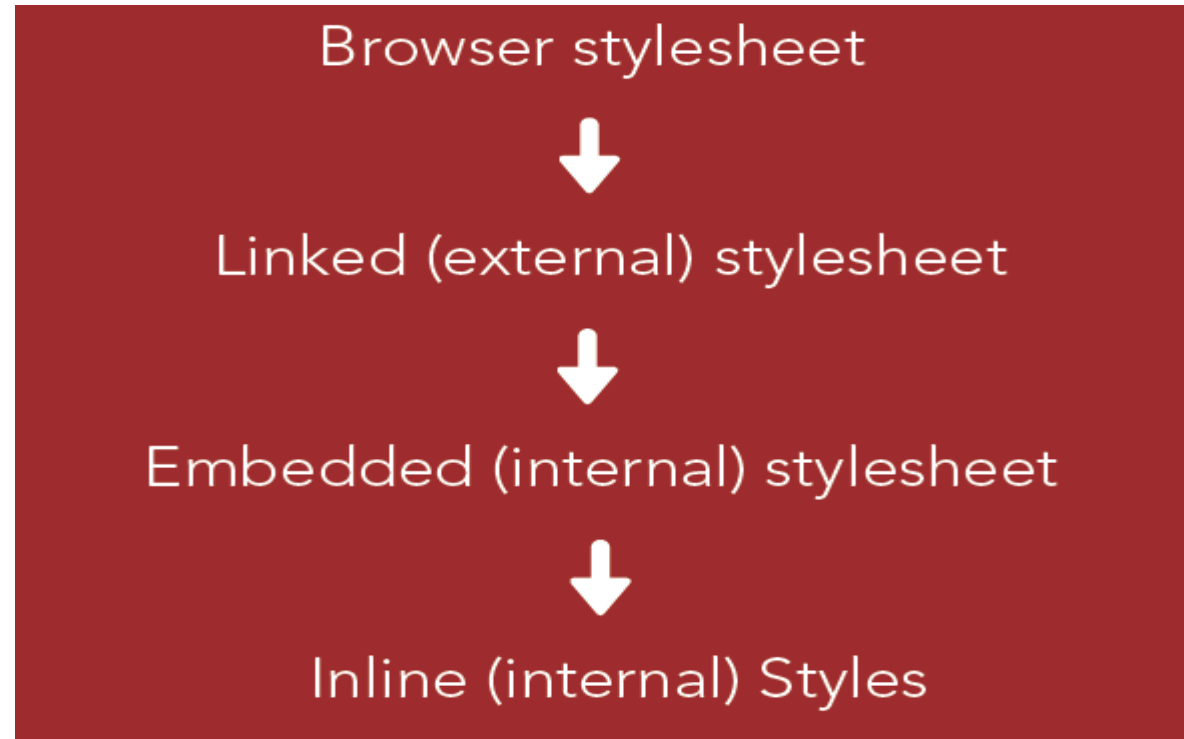 Browser stylesheet
Linked (external) stylesheet
Embedded (internal) stylesheet
Inline (internal) Styles